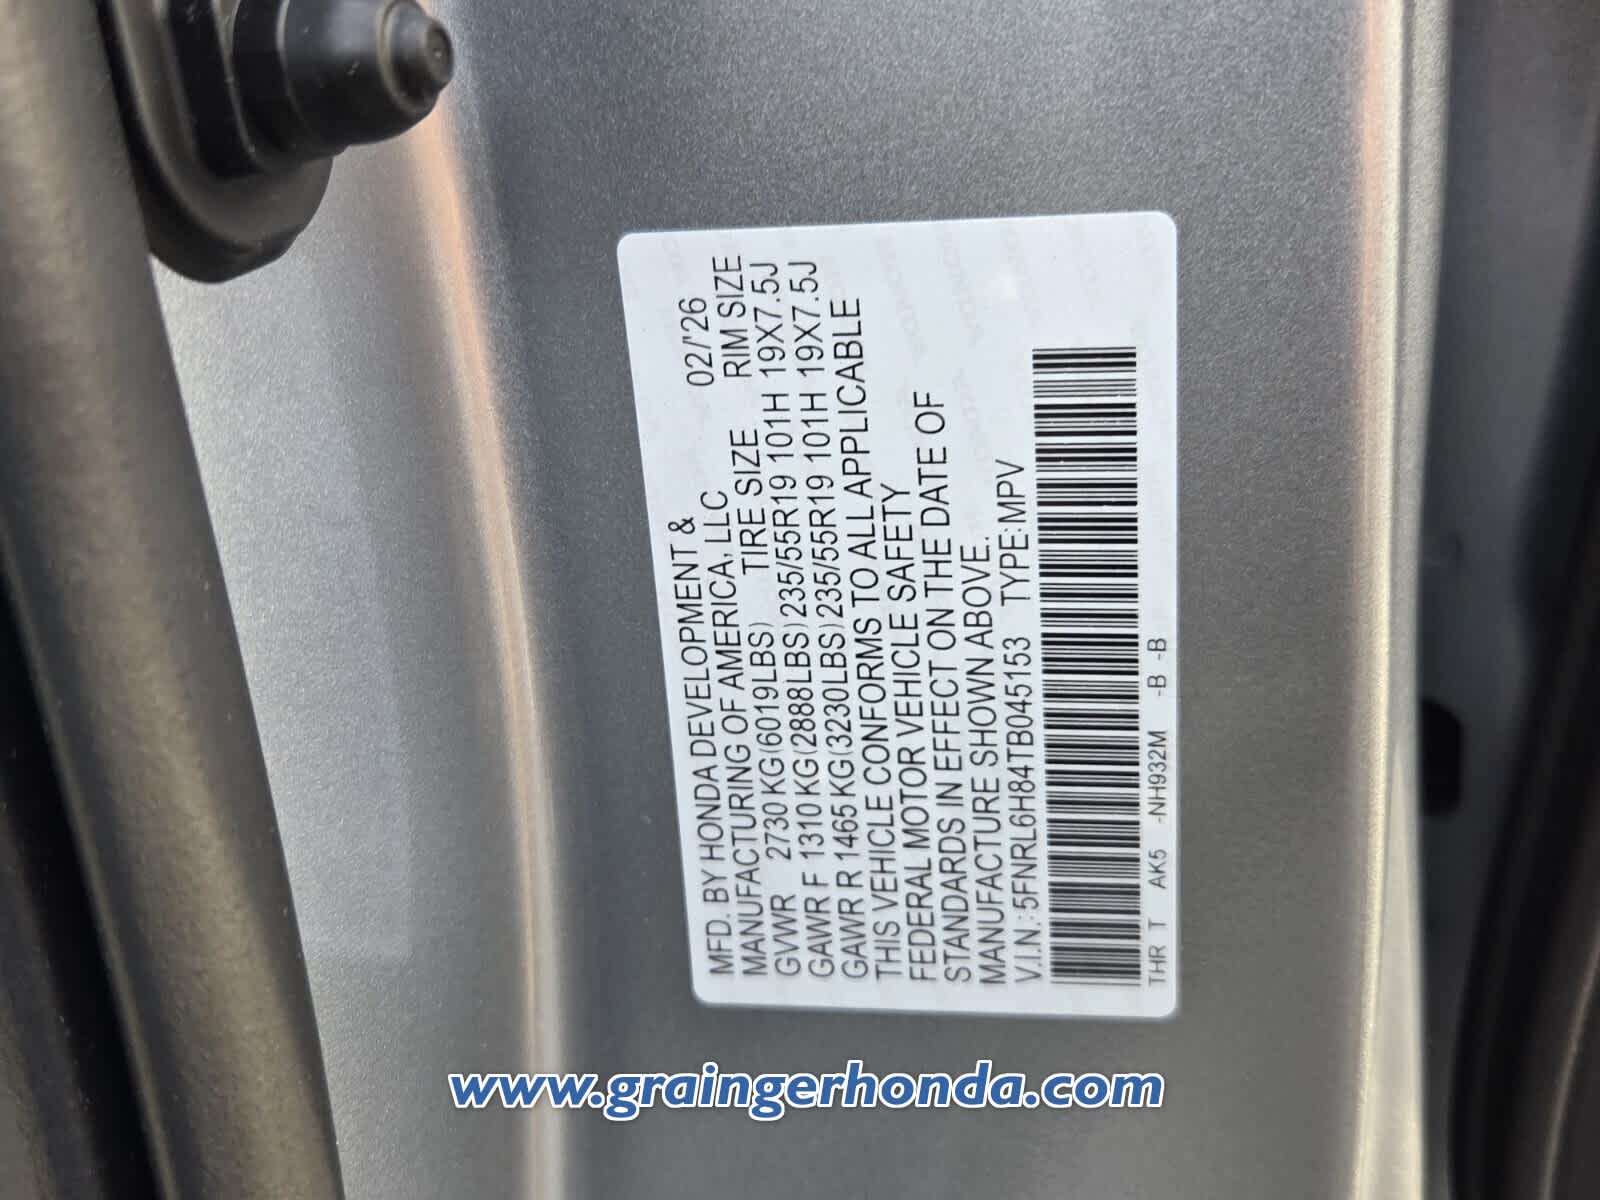 MFD. BY HONDA DEVELOPMENT &
MANUFACTURING OF AMERICA, LLC 02/'26
GVWR 2730 KG(6019LBS) TIRE SIZE RIM SIZE
GAWR F 1310 KG(2888LBS) 235/55R19 101H 19X7.5J
GAWR R 1465 KG(3230LBS) 235/55R19 101H 19X7.5J
THIS VEHICLE CONFORMS TO ALL APPLICABLE
FEDERAL MOTOR VEHICLE SAFETY
STANDARDS IN EFFECT ON THE DATE OF
MANUFACTURE SHOWN ABOVE.
V.I.N.: 5FNRL6H84TB045153 TYPE: MPV
THR T AK5 -NH932M -B -B
www.graingerhonda.com